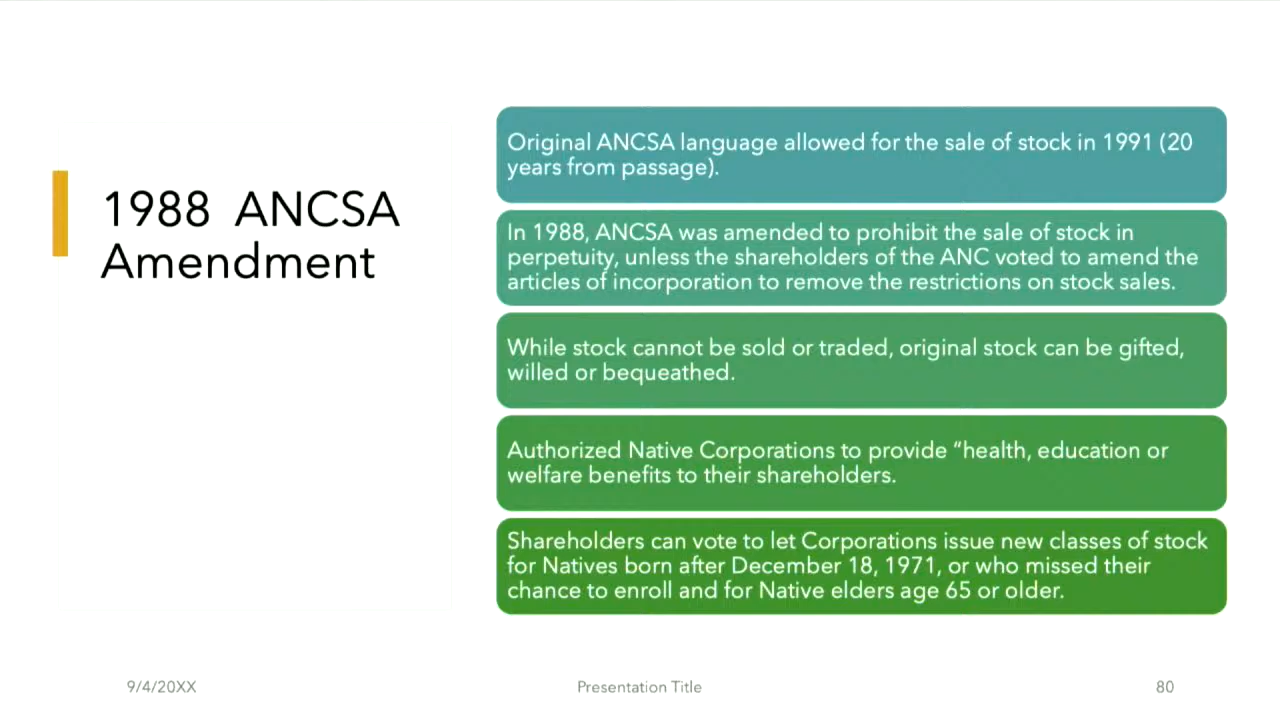 1988 ANCSA
Amendment
Original ANCSA language allowed for the sale of stock in 1991 (20
years from passage).
In 1988, ANCSA was amended to prohibit the sale of stock in
perpetuity, unless the shareholders of the ANC voted to amend the
articles of incorporation to remove the restrictions on stock sales.
While stock cannot be sold or traded, original stock can be gifted,
willed or bequeathed.
Authorized Native Corporations to provide “health, education or
welfare benefits to their shareholders.
Shareholders can vote to let Corporations issue new classes of stock
for Natives born after December 18, 1971, or who missed their
chance to enroll and for Native elders age 65 or older.
9/4/20XX
Presentation Title
80